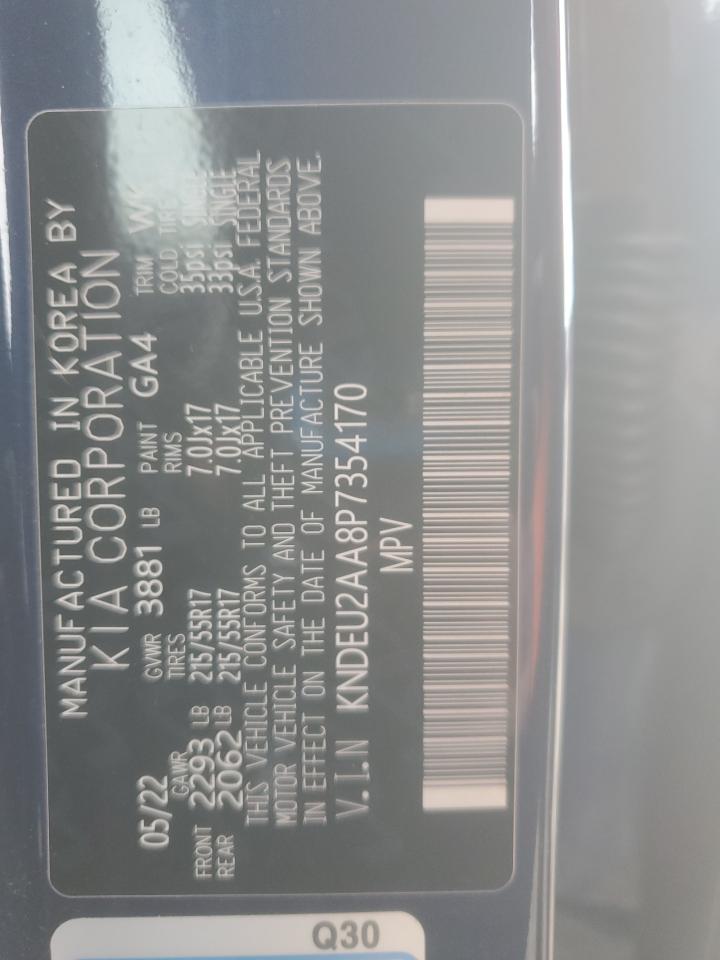 MANUFACTURED IN KOREA BY
KIA CORPORATION
05/22 GVWR 3881 LB PAINT GA4 TRIM WK
GAWR TIRES RIMS COLD TIRE
FRONT 2293 LB 215/55R17 7.0Jx17 35psi SINGLE
REAR 2062 LB 215/55R17 7.0Jx17 33psi SINGLE
THIS VEHICLE CONFORMS TO ALL APPLICABLE U.S.A. FEDERAL
MOTOR VEHICLE SAFETY AND THEFT PREVENTION STANDARDS
IN EFFECT ON THE DATE OF MANUFACTURE SHOWN ABOVE.
V.I.N KNDEU2AA8P7354170
MPV
Q30